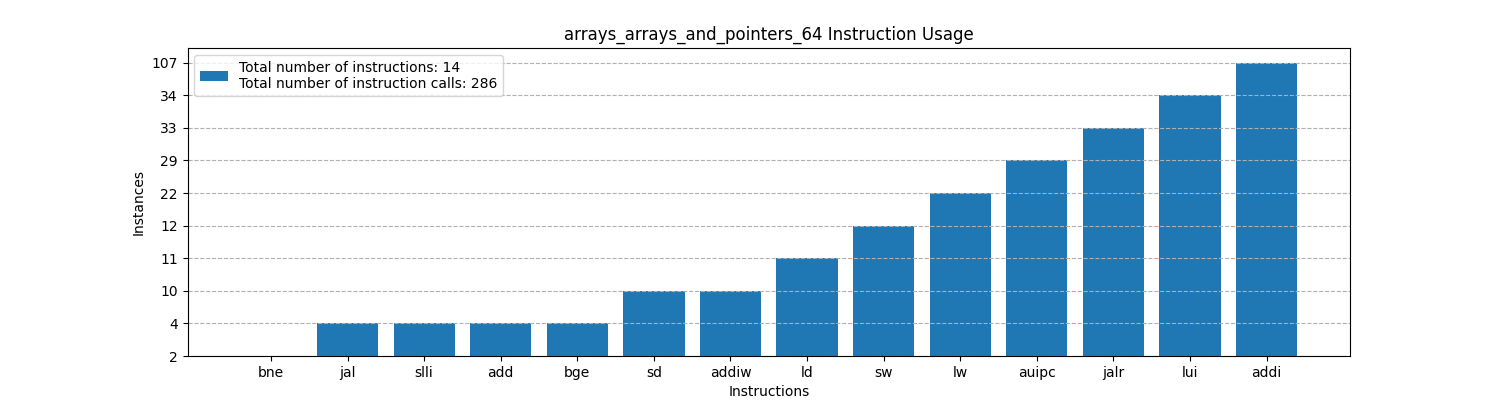 arrays_arrays_and_pointers_64 Instruction Usage
Total number of instructions: 14
Total number of instruction calls: 286
107
34
33
29
22
12
11
10
4
2
Instances
bne jal slli add bge sd addiw ld sw lw auipc jalr lui addi
Instructions